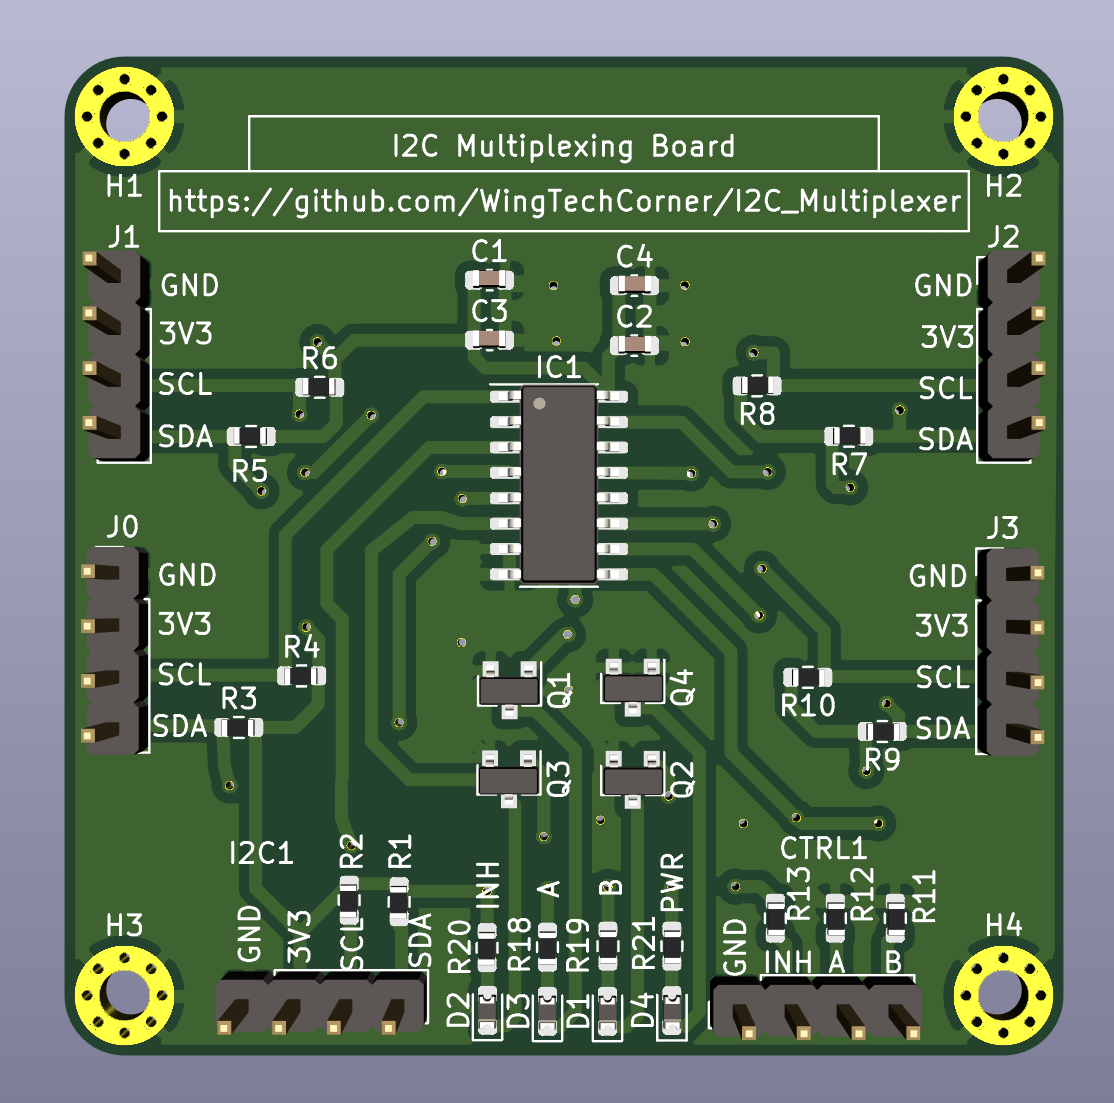 I2C Multiplexing Board
H1
https://github.com/WingTechCorner/I2C_Multiplexer
H2
J1
C1
C4
J2
GND
GND
C3
C2
3V3
3V3
R6
IC1
SCL
R8
SCL
SDA
R5
R7
SDA
J0
J3
GND
GND
3V3
3V3
SCL
R4
Q1
Q4
R10
SCL
SDA
R3
Q3
Q2
R9
SDA
I2C1
R2
R1
INH
A
B
PWR
CTRL1
R13
R12
R11
H3
GND
3V3
SCL
SDA
R20
R18
R19
R21
GND
INH
A
B
H4
D2
D3
D1
D4